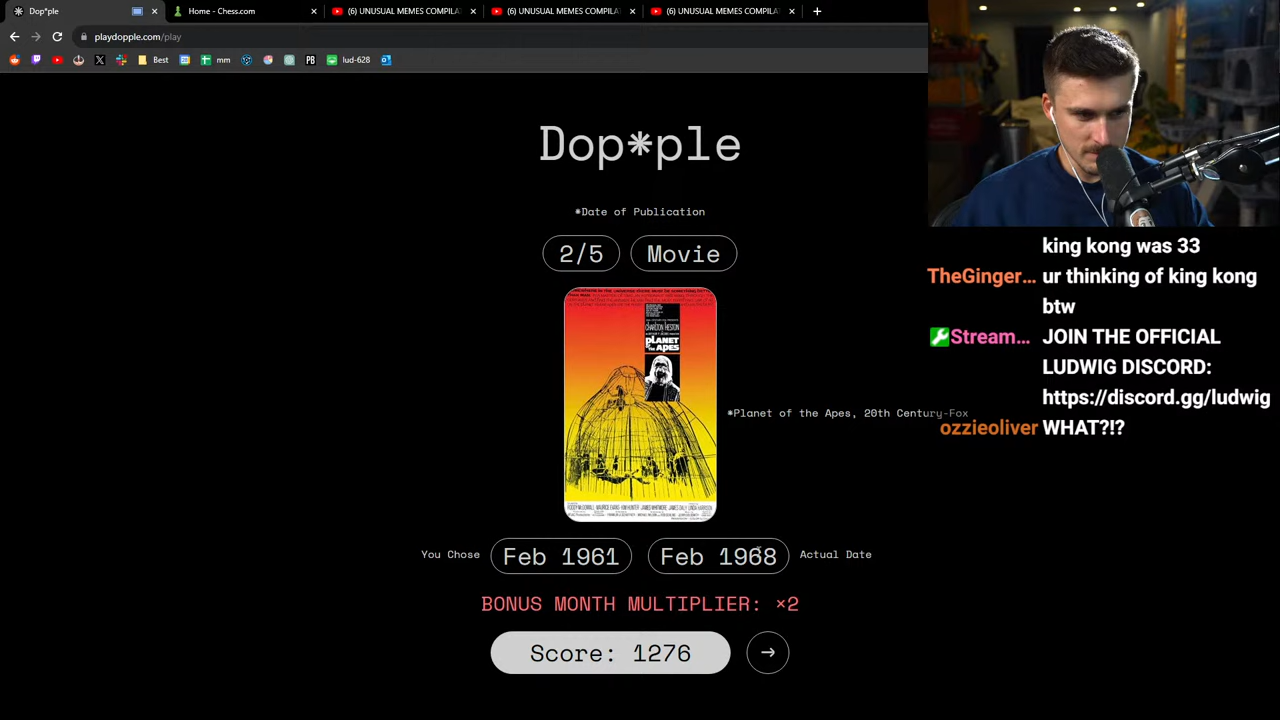 Dop*ple
Home - Chess.com
(6) UNUSUAL MEMES COMPILA
(6) UNUSUAL MEMES COMPILA
(6) UNUSUAL MEMES COMPILA
playdopple.com/play
Best
mm
PB
lud-628
Dop*ple
*Date of Publication
2/5
Movie
CHARLTON HESTON
PLANET
OF THE APES
*Planet of the Apes, 20th Century-Fox
You Chose
Feb 1961
Feb 1968
Actual Date
BONUS MONTH MULTIPLIER: ×2
Score: 1276
→
king kong was 33
TheGinger… ur thinking of king kong
btw
Stream… JOIN THE OFFICIAL
LUDWIG DISCORD:
https://discord.gg/ludwig
ozzieoliver WHAT?!?